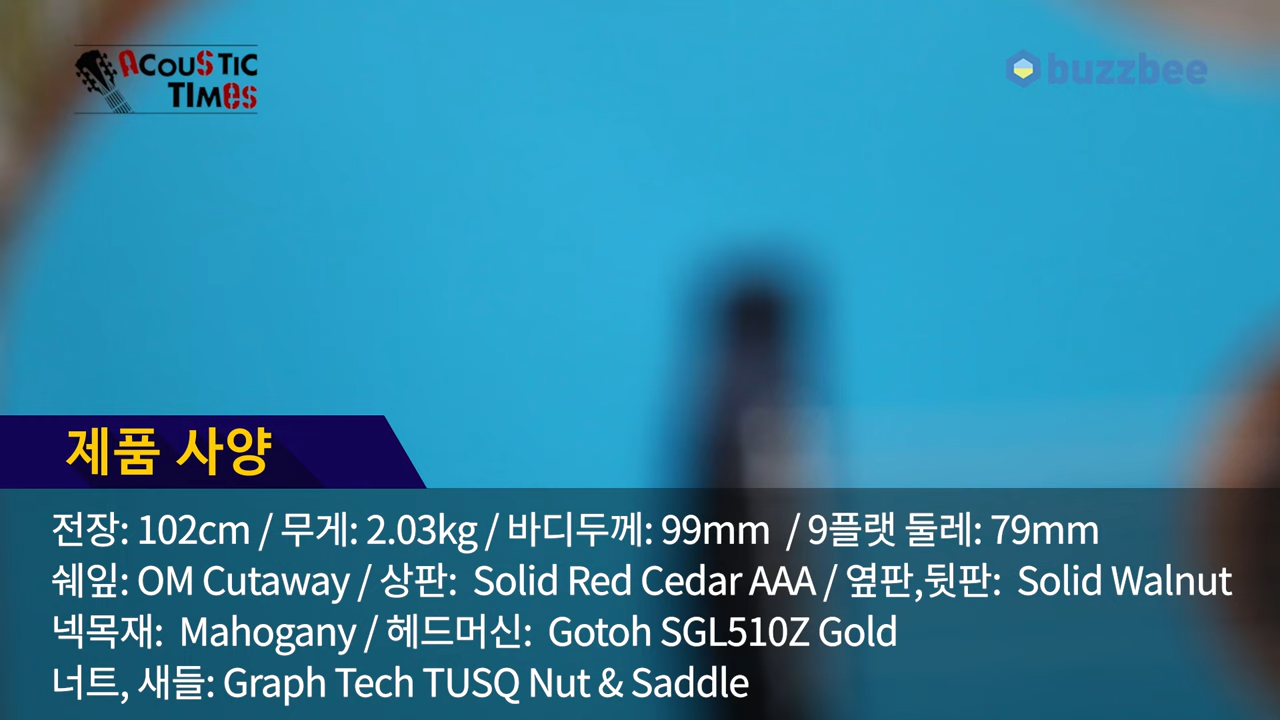 ACOUSTIC
TIMES
buzzbee
제품 사양
전장: 102cm / 무게: 2.03kg / 바디두께: 99mm / 9플랫 둘레: 79mm
쉐잎: OM Cutaway / 상판: Solid Red Cedar AAA / 옆판,뒷판: Solid Walnut
넥목재: Mahogany / 헤드머신: Gotoh SGL510Z Gold
너트, 새들: Graph Tech TUSQ Nut & Saddle